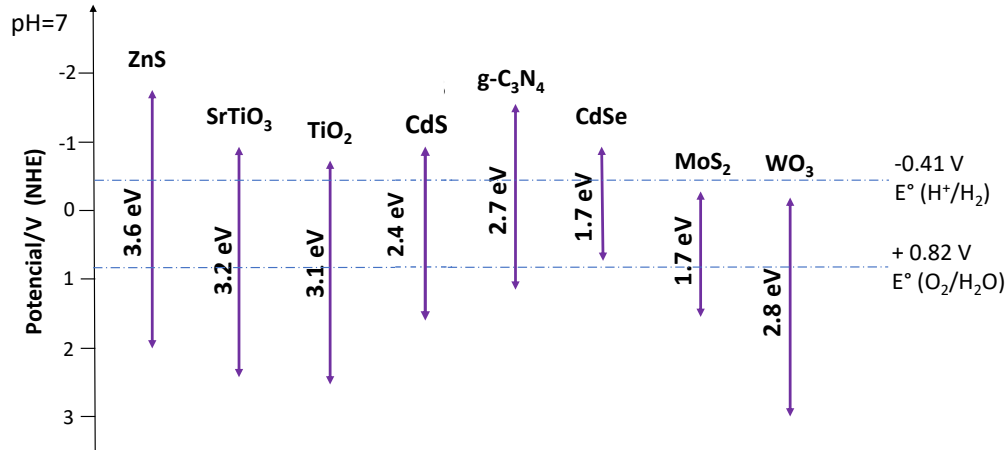 pH=7
ZnS
SrTiO₃
TiO₂
CdS
g-C₃N₄
CdSe
MoS₂
WO₃
Potencial/V (NHE)
-2
-1
0
1
2
3
3.6 eV
3.2 eV
3.1 eV
2.4 eV
2.7 eV
1.7 eV
1.7 eV
2.8 eV
-0.41 V
E° (H⁺/H₂)
+ 0.82 V
E° (O₂/H₂O)